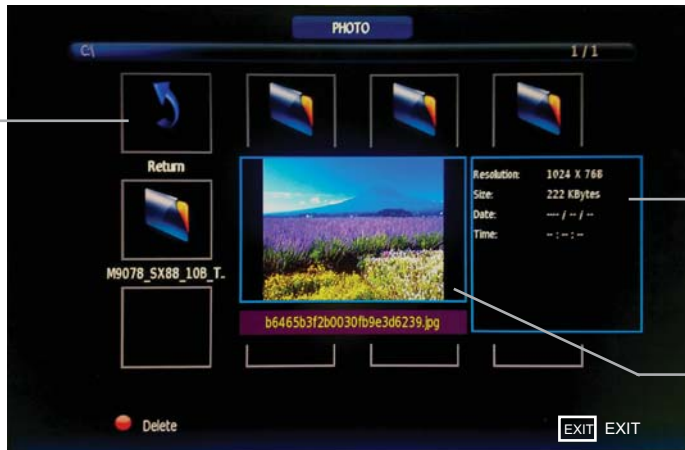 PHOTO
C:\ 1/1
Return
Resolution: 1024 X 768
Size: 222 KBytes
Date: ---- / -- / --
Time: -- : -- : --
M9078_SX88_10B_T..
b6465b3f2b0030fb9e3d6239.jpg
Delete
EXIT EXIT